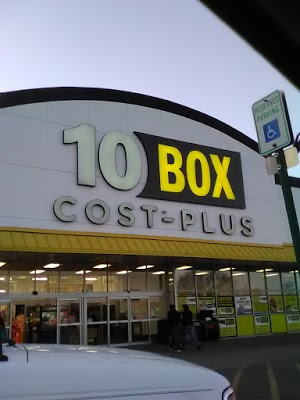 10 BOX
COST-PLUS
RESERVED
PARKING